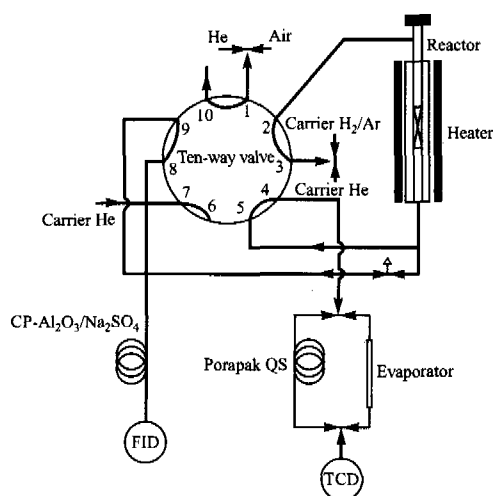 He
Air
Reactor
10
1
9
2
Carrier H₂/Ar
Heater
Ten-way valve
8
3
7
4
Carrier He
6
5
Carrier He
CP-Al₂O₃/Na₂SO₄
Porapak QS
Evaporator
FID
TCD